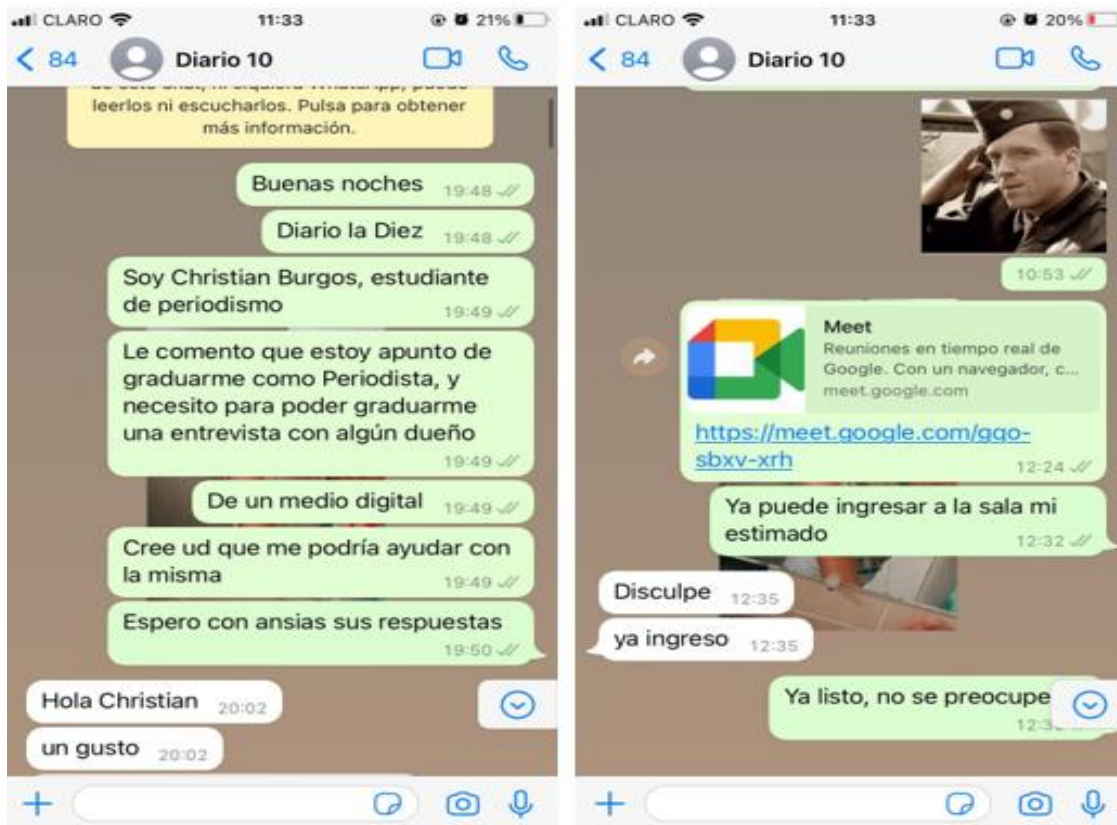 CLARO 11:33 21%
84 Diario 10
leerlos ni escucharlos. Pulsa para obtener
más información.
Buenas noches 19:48
Diario la Diez 19:48
Soy Christian Burgos, estudiante
de periodismo 19:49
Le comento que estoy apunto de
graduarme como Periodista, y
necesito para poder graduarme
una entrevista con algún dueño
19:49
De un medio digital 19:49
Cree ud que me podría ayudar con
la misma 19:49
Espero con ansias sus respuestas
19:50
Hola Christian 20:02
un gusto 20:02
CLARO 11:33 20%
84 Diario 10
10:53
Meet
Reuniones en tiempo real de
Google. Con un navegador, c...
meet.google.com
https://meet.google.com/gqo-
sbxv-xrh 12:24
Ya puede ingresar a la sala mi
estimado 12:32
Disculpe 12:35
ya ingreso 12:35
Ya listo, no se preocupe